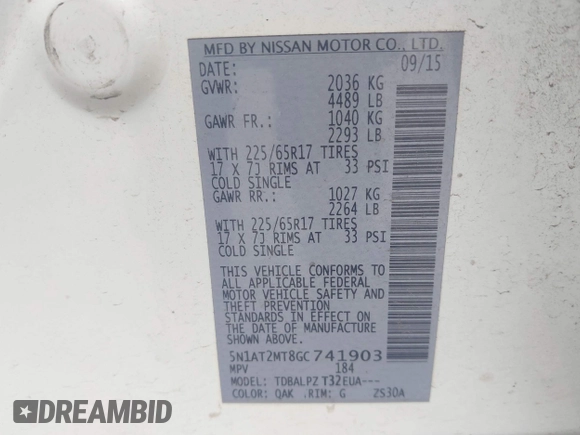 MFD BY NISSAN MOTOR CO., LTD.
DATE: 09/15
GVWR: 2036 KG
4489 LB
GAWR FR.: 1040 KG
2293 LB
WITH 225/65R17 TIRES
17 X 7J RIMS AT 33 PSI
COLD SINGLE
GAWR RR.: 1027 KG
2264 LB
WITH 225/65R17 TIRES
17 X 7J RIMS AT 33 PSI
COLD SINGLE
THIS VEHICLE CONFORMS TO
ALL APPLICABLE FEDERAL
MOTOR VEHICLE SAFETY AND
THEFT PREVENTION
STANDARDS IN EFFECT ON
THE DATE OF MANUFACTURE
SHOWN ABOVE.
5N1AT2MT8GC741903
MPV 184
MODEL: TDBALPZ T32EUA---
COLOR: QAK .RIM: G ZS30A
DREAMBID